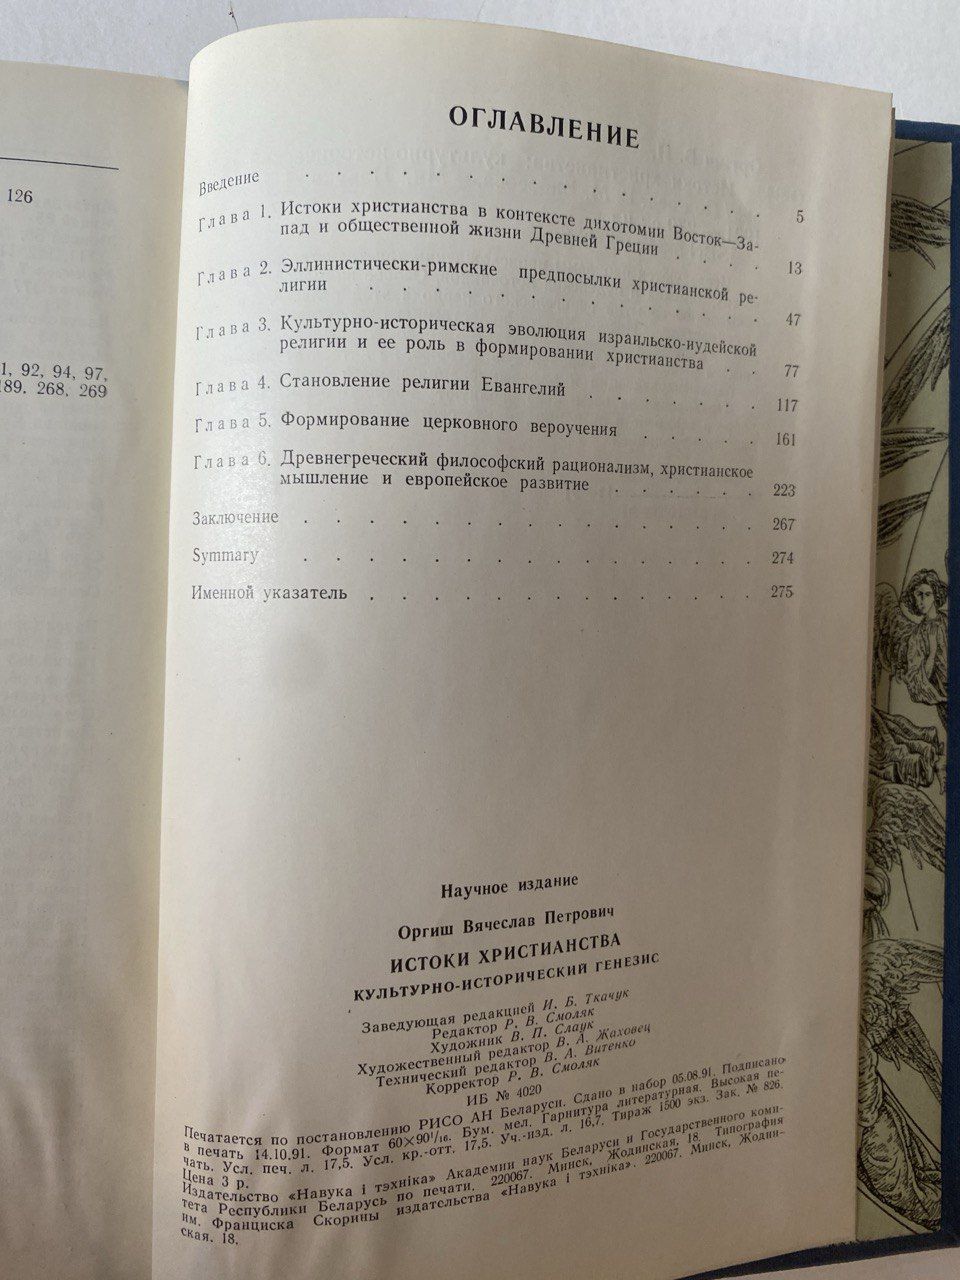 126
1, 92, 94, 97,
189. 268, 269
ОГЛАВЛЕНИЕ
Введение . . . . . . . . . . . . . 5
Глава 1. Истоки христианства в контексте дихотомии Восток—За-
пад и общественной жизни Древней Греции . . . . 13
Глава 2. Эллинистически-римские предпосылки христианской ре-
лигии . . . . . . . . . . . 47
Глава 3. Культурно-историческая эволюция израильско-иудейской
религии и ее роль в формировании христианства . . 77
Глава 4. Становление религии Евангелий . . . . . . 117
Глава 5. Формирование церковного вероучения . . . . . 161
Глава 6. Древнегреческий философский рационализм, христианское
мышление и европейское развитие . . . . . . 223
Заключение . . . . . . . . . . . . . . 267
Symmary . . . . . . . . . . . . . . 274
Именной указатель . . . . . . . . . . . . 275
Научное издание
Оргиш Вячеслав Петрович
ИСТОКИ ХРИСТИАНСТВА
КУЛЬТУРНО-ИСТОРИЧЕСКИЙ ГЕНЕЗИС
Заведующая редакцией И. Б. Ткачук
Редактор Р. В. Смоляк
Художник В. П. Слаук
Художественный редактор В. А. Жаховец
Технический редактор В. А. Витенко
Корректор Р. В. Смоляк
ИБ № 4020
Печатается по постановлению РИСО АН Беларуси. Сдано в набор 05.08.91. Подписано
в печать 14.10.91. Формат 60×90¹/₁₆. Бум. мел. Гарнитура литературная. Высокая пе-
чать. Усл. печ. л. 17,5. Усл. кр.-отт. 17,5. Уч.-изд. л. 16,7. Тираж 1500 экз. Зак. № 826.
Цена 3 р.
Издательство «Навука і тэхніка» Академии наук Беларуси и Государственного коми-
тета Республики Беларусь по печати. 220067. Минск, Жодинская, 18. Типография
им. Франциска Скорины издательства «Навука і тэхніка». 220067. Минск, Жодин-
ская. 18.